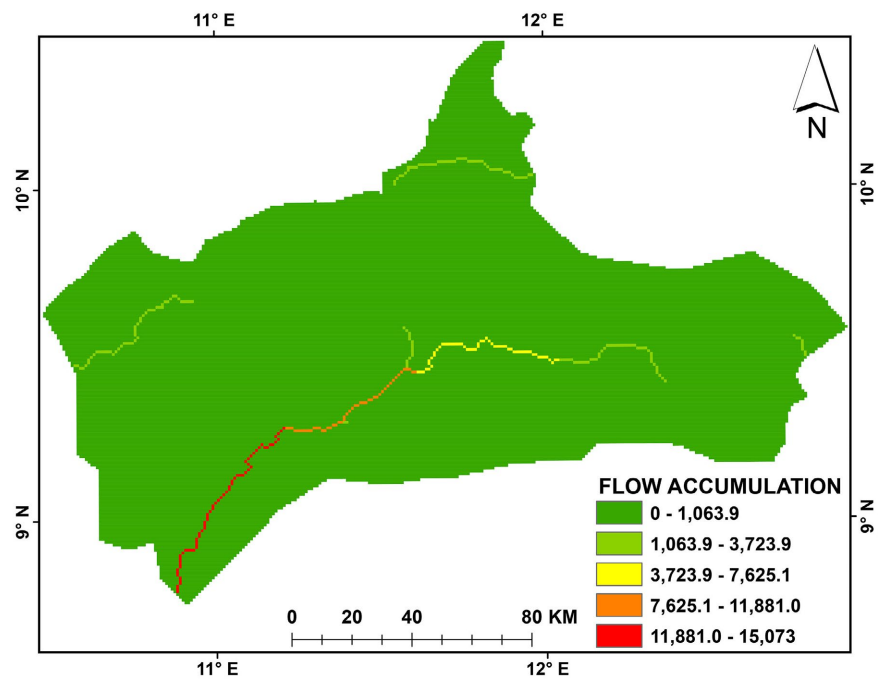 11° E 12° E
N
10° N 10° N
9° N 9° N
FLOW ACCUMULATION
0 - 1,063.9
1,063.9 - 3,723.9
3,723.9 - 7,625.1
7,625.1 - 11,881.0
11,881.0 - 15,073
0 20 40 80 KM
11° E 12° E